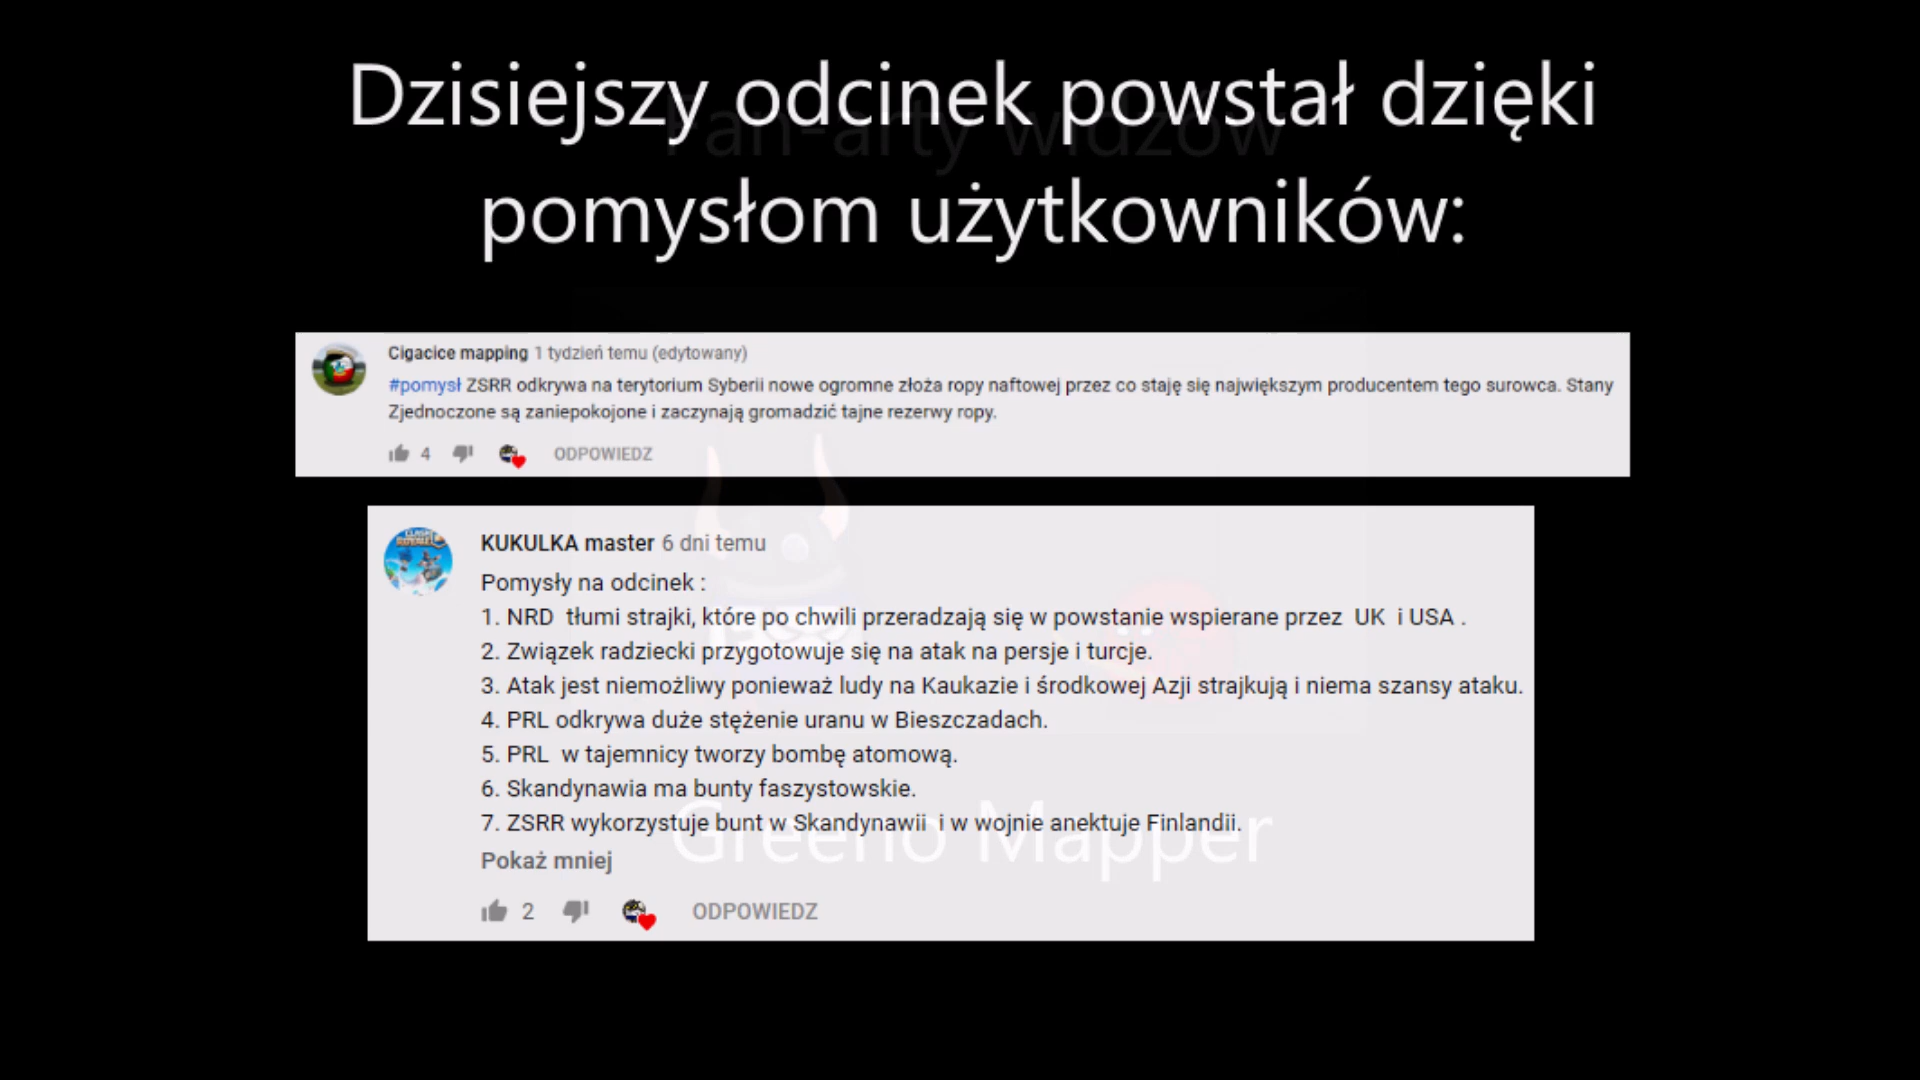 Dzisiejszy odcinek powstał dzięki
pomysłom użytkowników:
Fan-arty widzów
Cigacice mapping 1 tydzień temu (edytowany)
#pomysł ZSRR odkrywa na terytorium Syberii nowe ogromne złoża ropy naftowej przez co staję się największym producentem tego surowca. Stany
Zjednoczone są zaniepokojone i zaczynają gromadzić tajne rezerwy ropy.
4 ODPOWIEDZ
KUKULKA master 6 dni temu
Pomysły na odcinek :
1. NRD tłumi strajki, które po chwili przeradzają się w powstanie wspierane przez UK i USA .
2. Związek radziecki przygotowuje się na atak na persje i turcje.
3. Atak jest niemożliwy ponieważ ludy na Kaukazie i środkowej Azji strajkują i niema szansy ataku.
4. PRL odkrywa duże stężenie uranu w Bieszczadach.
5. PRL w tajemnicy tworzy bombę atomową.
6. Skandynawia ma bunty faszystowskie.
7. ZSRR wykorzystuje bunt w Skandynawii i w wojnie anektuje Finlandii.
Greeno Mapper
Pokaż mniej
2 ODPOWIEDZ